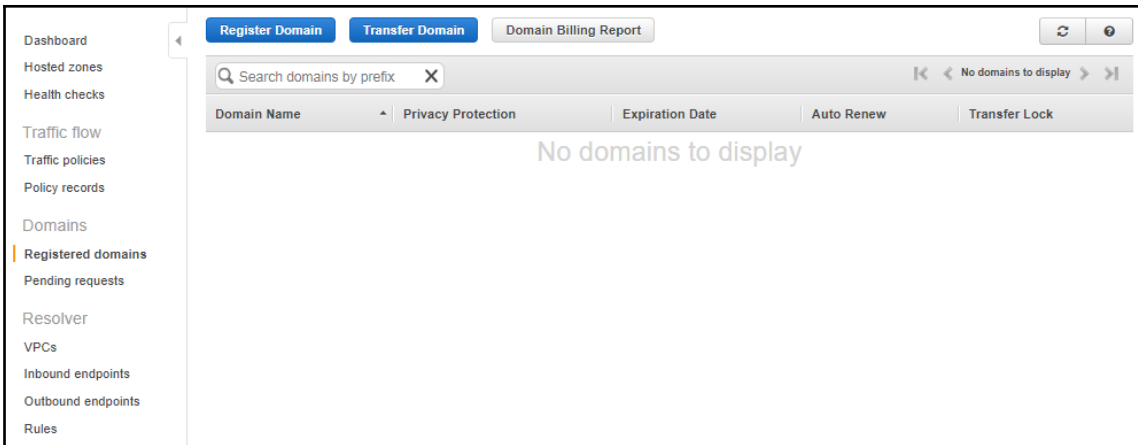 Dashboard
Hosted zones
Health checks
Traffic flow
Traffic policies
Policy records
Domains
Registered domains
Pending requests
Resolver
VPCs
Inbound endpoints
Outbound endpoints
Rules
Register Domain Transfer Domain Domain Billing Report
Search domains by prefix No domains to display
Domain Name Privacy Protection Expiration Date Auto Renew Transfer Lock
No domains to display